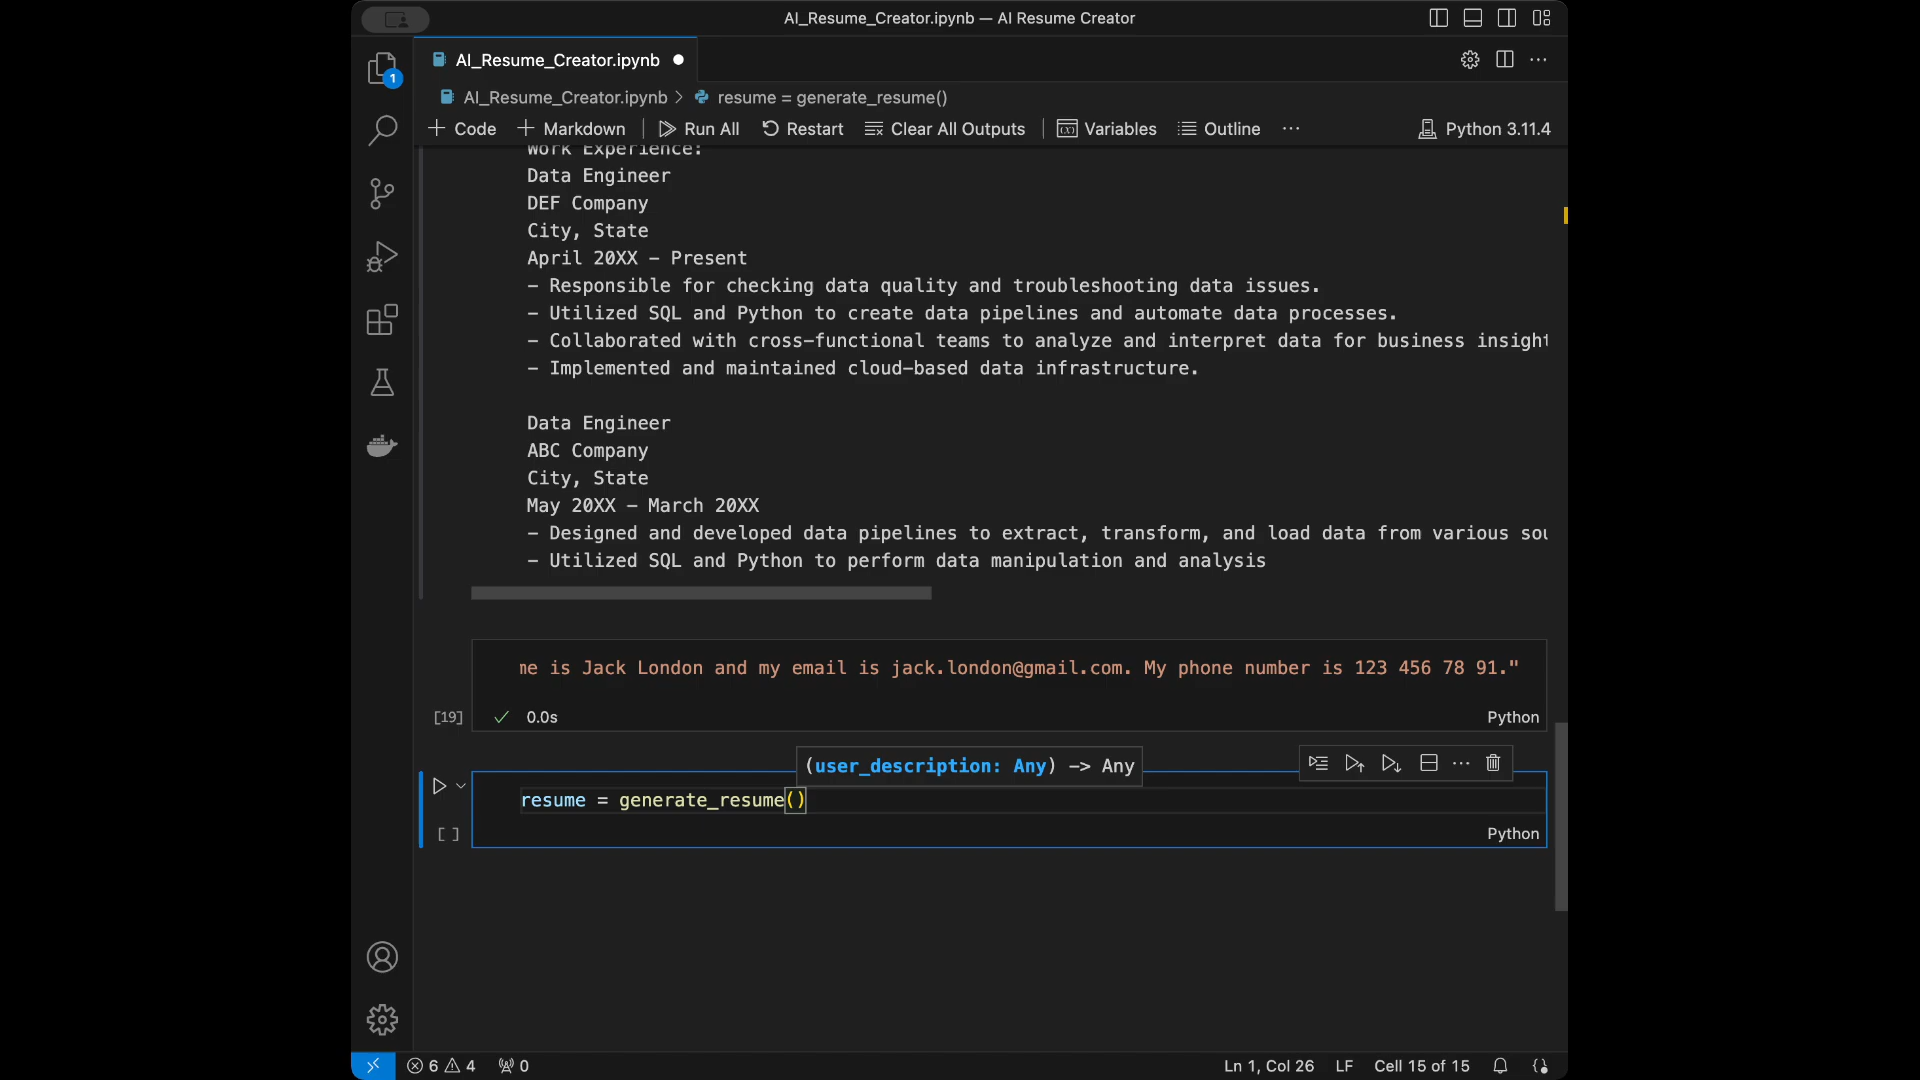 AI_Resume_Creator.ipynb — AI Resume Creator
AI_Resume_Creator.ipynb
1
AI_Resume_Creator.ipynb > resume = generate_resume()
Code Markdown Run All Restart Clear All Outputs Variables Outline ··· Python 3.11.4
Work Experience:
Data Engineer
DEF Company
City, State
April 20XX – Present
– Responsible for checking data quality and troubleshooting data issues.
– Utilized SQL and Python to create data pipelines and automate data processes.
– Collaborated with cross-functional teams to analyze and interpret data for business insight
– Implemented and maintained cloud-based data infrastructure.
Data Engineer
ABC Company
City, State
May 20XX – March 20XX
– Designed and developed data pipelines to extract, transform, and load data from various sou
– Utilized SQL and Python to perform data manipulation and analysis
me is Jack London and my email is jack.london@gmail.com. My phone number is 123 456 78 91."
[19] 0.0s Python
(user_description: Any) -> Any
resume = generate_resume()
[ ] Python
6 4 0 Ln 1, Col 26 LF Cell 15 of 15